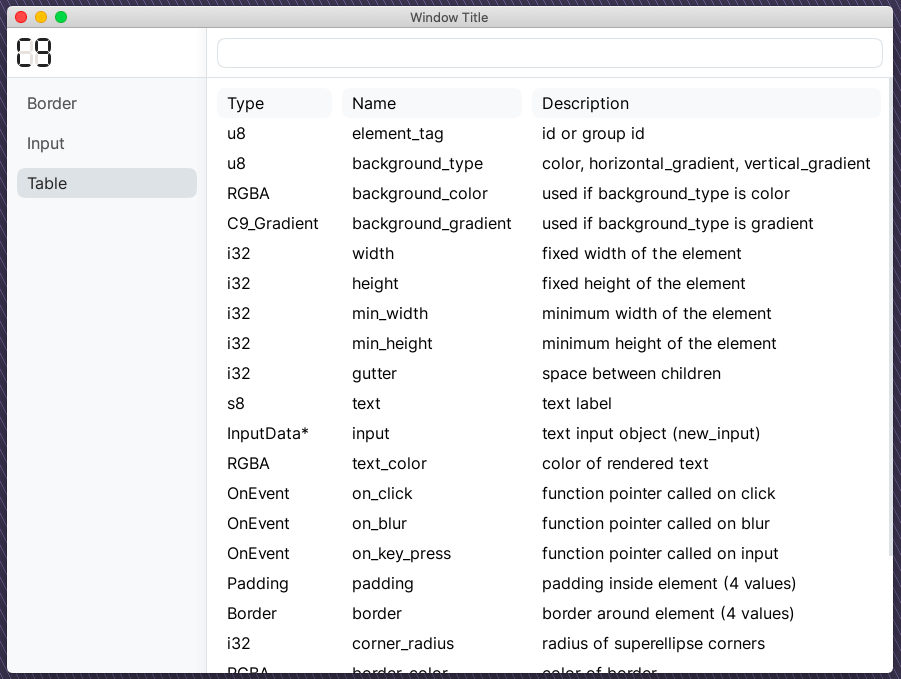 Window Title
C9
Border
Input
Table
Type Name Description
u8 element_tag id or group id
u8 background_type color, horizontal_gradient, vertical_gradient
RGBA background_color used if background_type is color
C9_Gradient background_gradient used if background_type is gradient
i32 width fixed width of the element
i32 height fixed height of the element
i32 min_width minimum width of the element
i32 min_height minimum height of the element
i32 gutter space between children
s8 text text label
InputData* input text input object (new_input)
RGBA text_color color of rendered text
OnEvent on_click function pointer called on click
OnEvent on_blur function pointer called on blur
OnEvent on_key_press function pointer called on input
Padding padding padding inside element (4 values)
Border border border around element (4 values)
i32 corner_radius radius of superellipse corners
RGBA border_color color of border